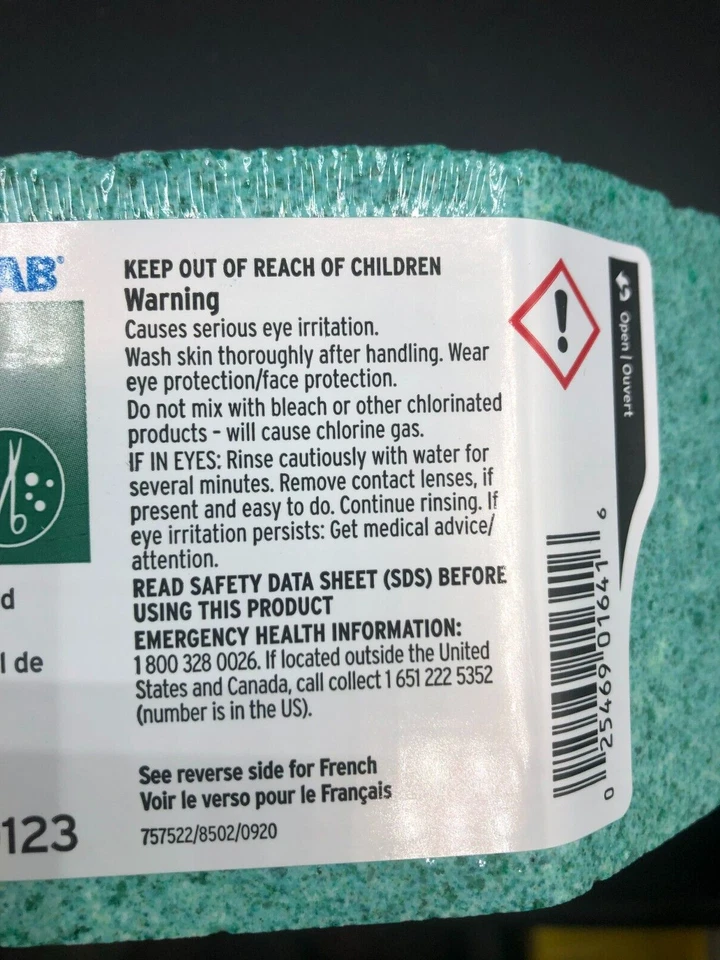 AB®
KEEP OUT OF REACH OF CHILDREN
Warning
Causes serious eye irritation.
Wash skin thoroughly after handling. Wear
eye protection/face protection.
Do not mix with bleach or other chlorinated
products - will cause chlorine gas.
IF IN EYES: Rinse cautiously with water for
several minutes. Remove contact lenses, if
present and easy to do. Continue rinsing. If
eye irritation persists: Get medical advice/
attention.
READ SAFETY DATA SHEET (SDS) BEFORE
USING THIS PRODUCT
EMERGENCY HEALTH INFORMATION:
1 800 328 0026. If located outside the United
States and Canada, call collect 1 651 222 5352
(number is in the US).
See reverse side for French
Voir le verso pour le Français
757522/8502/0920
d
l de
123
Open | Ouvert
0 25469 01641 6